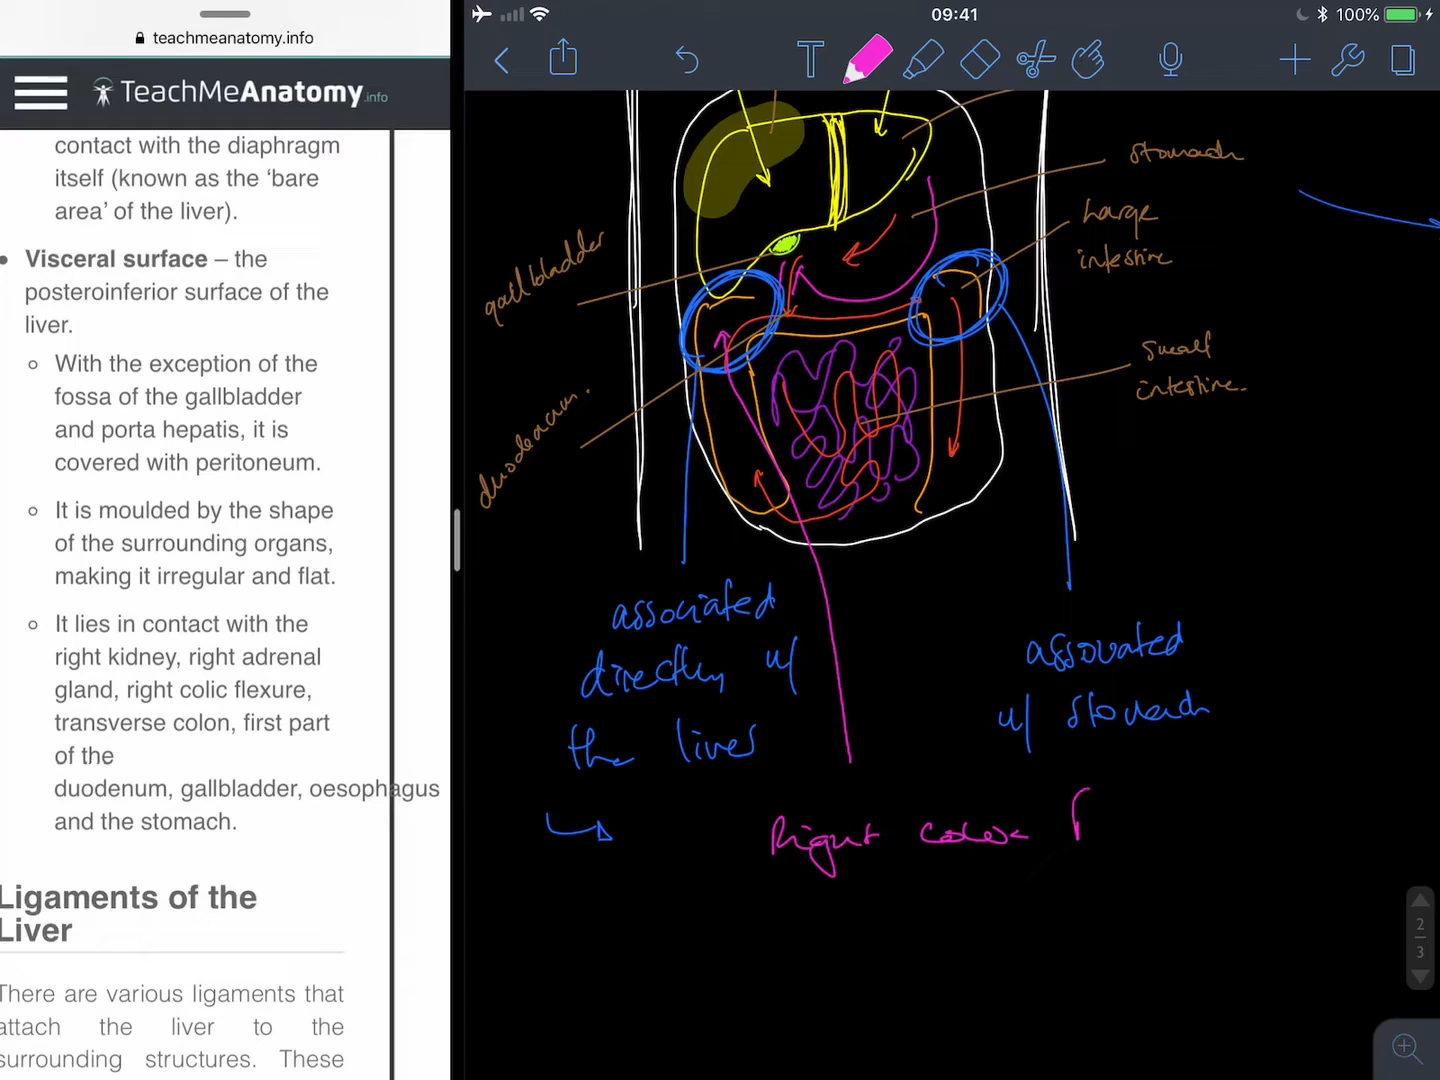 teachmeanatomy.info
TeachMeAnatomy.info
contact with the diaphragm
itself (known as the ‘bare
area’ of the liver).
Visceral surface – the
posteroinferior surface of the
liver.
With the exception of the
fossa of the gallbladder
and porta hepatis, it is
covered with peritoneum.
It is moulded by the shape
of the surrounding organs,
making it irregular and flat.
It lies in contact with the
right kidney, right adrenal
gland, right colic flexure,
transverse colon, first part
of the
duodenum, gallbladder, oesophagus
and the stomach.
Ligaments of the
Liver
There are various ligaments that
attach the liver to the
surrounding structures. These
09:41
100%
T
stomach
Large
intestine
gallbladder
small
intestine.
duodenum.
associated
directly w/
the liver
associated
w/ stomach
Right colic f
2
3